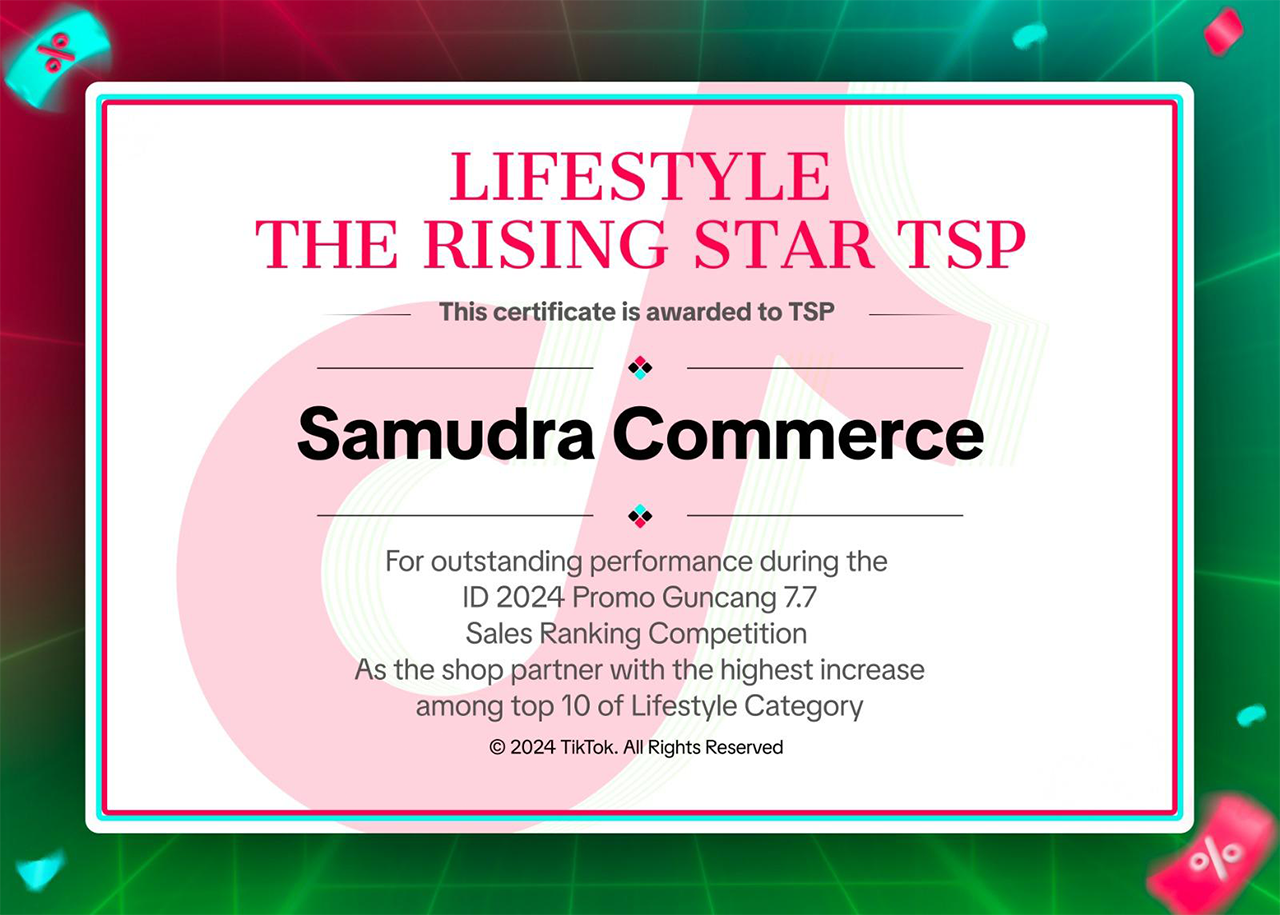 %
LIFESTYLE
THE RISING STAR TSP
This certificate is awarded to TSP
Samudra Commerce
For outstanding performance during the
ID 2024 Promo Guncang 7.7
Sales Ranking Competition
As the shop partner with the highest increase
among top 10 of Lifestyle Category
© 2024 TikTok. All Rights Reserved
%